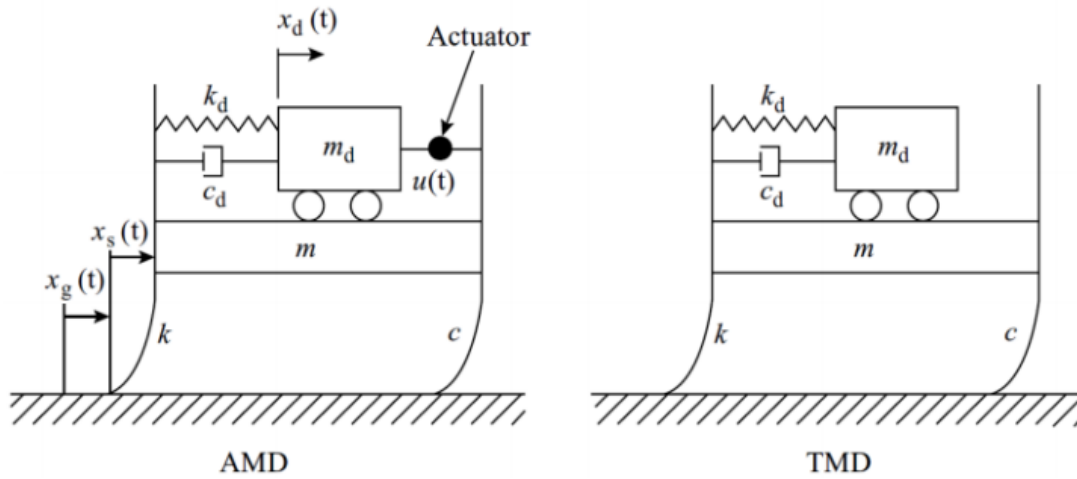 x_d (t)
Actuator
k_d
m_d
c_d
u(t)
x_s (t)
m
x_g (t)
k
c
AMD
k_d
m_d
c_d
m
k
c
TMD